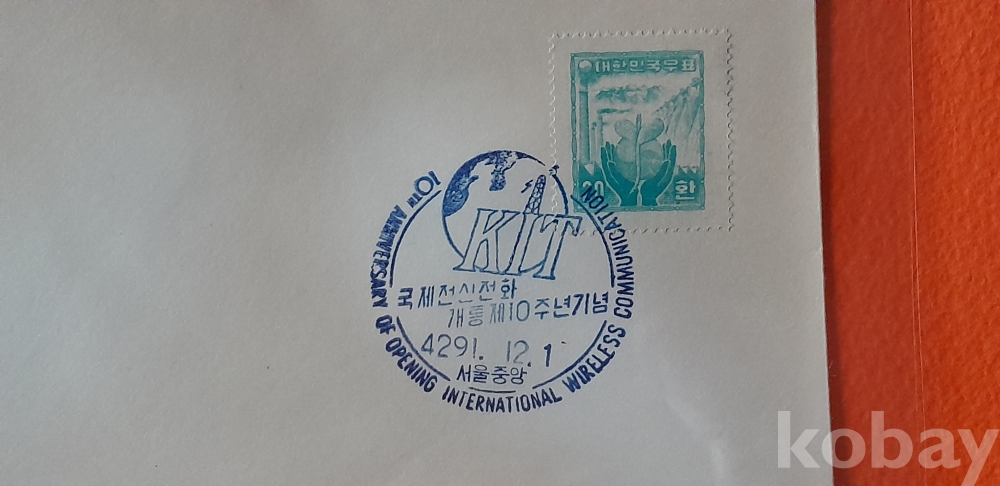 대한민국우표
20 환
10TH ANNIVERSARY OF OPENING INTERNATIONAL WIRELESS COMMUNICATION
KIT
국제전신전화
개통제10주년기념
4291. 12. 1
서울중앙
kobay